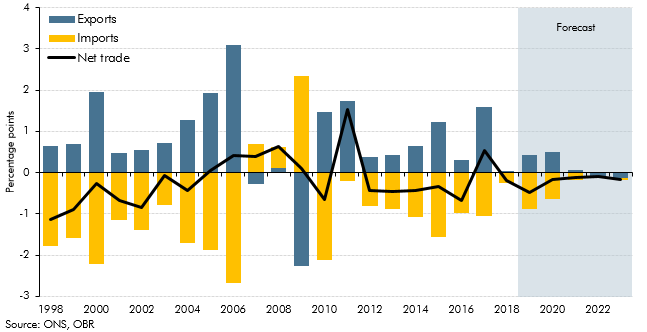 4
3
2
1
0
-1
-2
-3
Percentage points
Exports
Imports
Net trade
Forecast
1998 2000 2002 2004 2006 2008 2010 2012 2014 2016 2018 2020 2022
Source: ONS, OBR